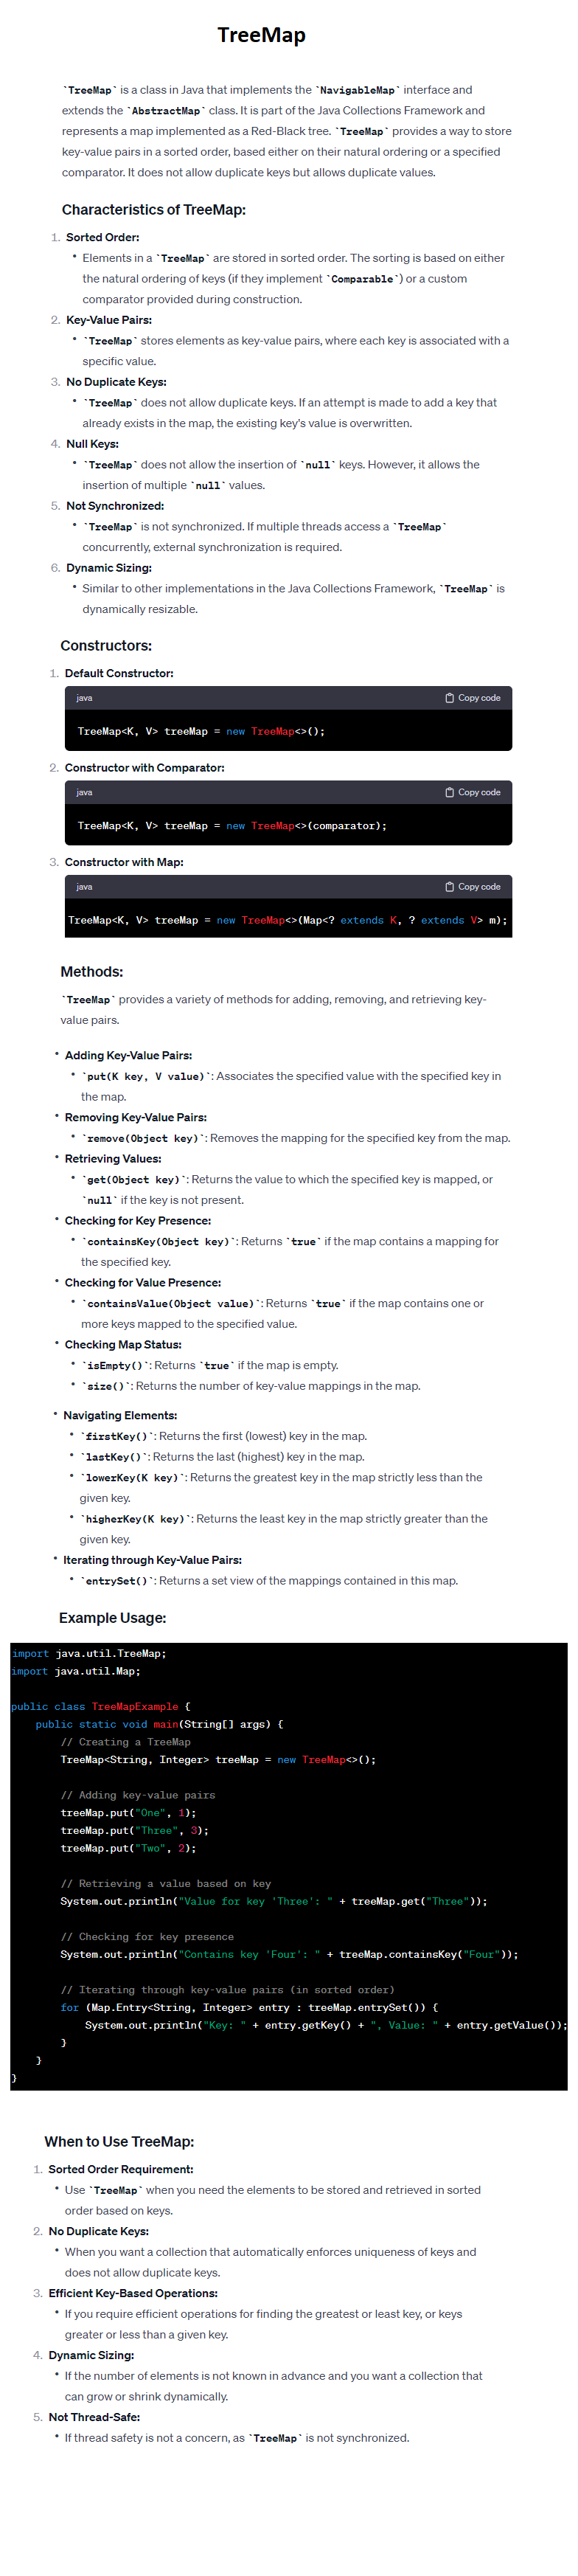 TreeMap
`TreeMap` is a class in Java that implements the `NavigableMap` interface and
extends the `AbstractMap` class. It is part of the Java Collections Framework and
represents a map implemented as a Red-Black tree. `TreeMap` provides a way to store
key-value pairs in a sorted order, based either on their natural ordering or a specified
comparator. It does not allow duplicate keys but allows duplicate values.
Characteristics of TreeMap:
1. Sorted Order:
• Elements in a `TreeMap` are stored in sorted order. The sorting is based on either
the natural ordering of keys (if they implement `Comparable`) or a custom
comparator provided during construction.
2. Key-Value Pairs:
• `TreeMap` stores elements as key-value pairs, where each key is associated with a
specific value.
3. No Duplicate Keys:
• `TreeMap` does not allow duplicate keys. If an attempt is made to add a key that
already exists in the map, the existing key's value is overwritten.
4. Null Keys:
• `TreeMap` does not allow the insertion of `null` keys. However, it allows the
insertion of multiple `null` values.
5. Not Synchronized:
• `TreeMap` is not synchronized. If multiple threads access a `TreeMap`
concurrently, external synchronization is required.
6. Dynamic Sizing:
• Similar to other implementations in the Java Collections Framework, `TreeMap` is
dynamically resizable.
Constructors:
1. Default Constructor:
java Copy code
TreeMap<K, V> treeMap = new TreeMap<>();
2. Constructor with Comparator:
java Copy code
TreeMap<K, V> treeMap = new TreeMap<>(comparator);
3. Constructor with Map:
java Copy code
TreeMap<K, V> treeMap = new TreeMap<>(Map<? extends K, ? extends V> m);
Methods:
`TreeMap` provides a variety of methods for adding, removing, and retrieving key-
value pairs.
• Adding Key-Value Pairs:
• `put(K key, V value)`: Associates the specified value with the specified key in
the map.
• Removing Key-Value Pairs:
• `remove(Object key)`: Removes the mapping for the specified key from the map.
• Retrieving Values:
• `get(Object key)`: Returns the value to which the specified key is mapped, or
`null` if the key is not present.
• Checking for Key Presence:
• `containsKey(Object key)`: Returns `true` if the map contains a mapping for
the specified key.
• Checking for Value Presence:
• `containsValue(Object value)`: Returns `true` if the map contains one or
more keys mapped to the specified value.
• Checking Map Status:
• `isEmpty()`: Returns `true` if the map is empty.
• `size()`: Returns the number of key-value mappings in the map.
• Navigating Elements:
• `firstKey()`: Returns the first (lowest) key in the map.
• `lastKey()`: Returns the last (highest) key in the map.
• `lowerKey(K key)`: Returns the greatest key in the map strictly less than the
given key.
• `higherKey(K key)`: Returns the least key in the map strictly greater than the
given key.
• Iterating through Key-Value Pairs:
• `entrySet()`: Returns a set view of the mappings contained in this map.
Example Usage:
import java.util.TreeMap;
import java.util.Map;
public class TreeMapExample {
public static void main(String[] args) {
// Creating a TreeMap
TreeMap<String, Integer> treeMap = new TreeMap<>();
// Adding key-value pairs
treeMap.put("One", 1);
treeMap.put("Three", 3);
treeMap.put("Two", 2);
// Retrieving a value based on key
System.out.println("Value for key 'Three': " + treeMap.get("Three"));
// Checking for key presence
System.out.println("Contains key 'Four': " + treeMap.containsKey("Four"));
// Iterating through key-value pairs (in sorted order)
for (Map.Entry<String, Integer> entry : treeMap.entrySet()) {
System.out.println("Key: " + entry.getKey() + ", Value: " + entry.getValue());
}
}
}
When to Use TreeMap:
1. Sorted Order Requirement:
• Use `TreeMap` when you need the elements to be stored and retrieved in sorted
order based on keys.
2. No Duplicate Keys:
• When you want a collection that automatically enforces uniqueness of keys and
does not allow duplicate keys.
3. Efficient Key-Based Operations:
• If you require efficient operations for finding the greatest or least key, or keys
greater or less than a given key.
4. Dynamic Sizing:
• If the number of elements is not known in advance and you want a collection that
can grow or shrink dynamically.
5. Not Thread-Safe:
• If thread safety is not a concern, as `TreeMap` is not synchronized.